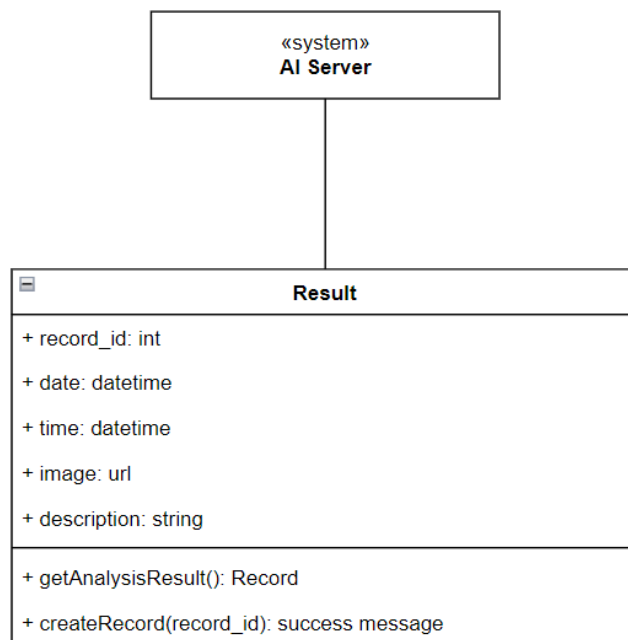 «system»
AI Server
Result
+ record_id: int
+ date: datetime
+ time: datetime
+ image: url
+ description: string
+ getAnalysisResult(): Record
+ createRecord(record_id): success message